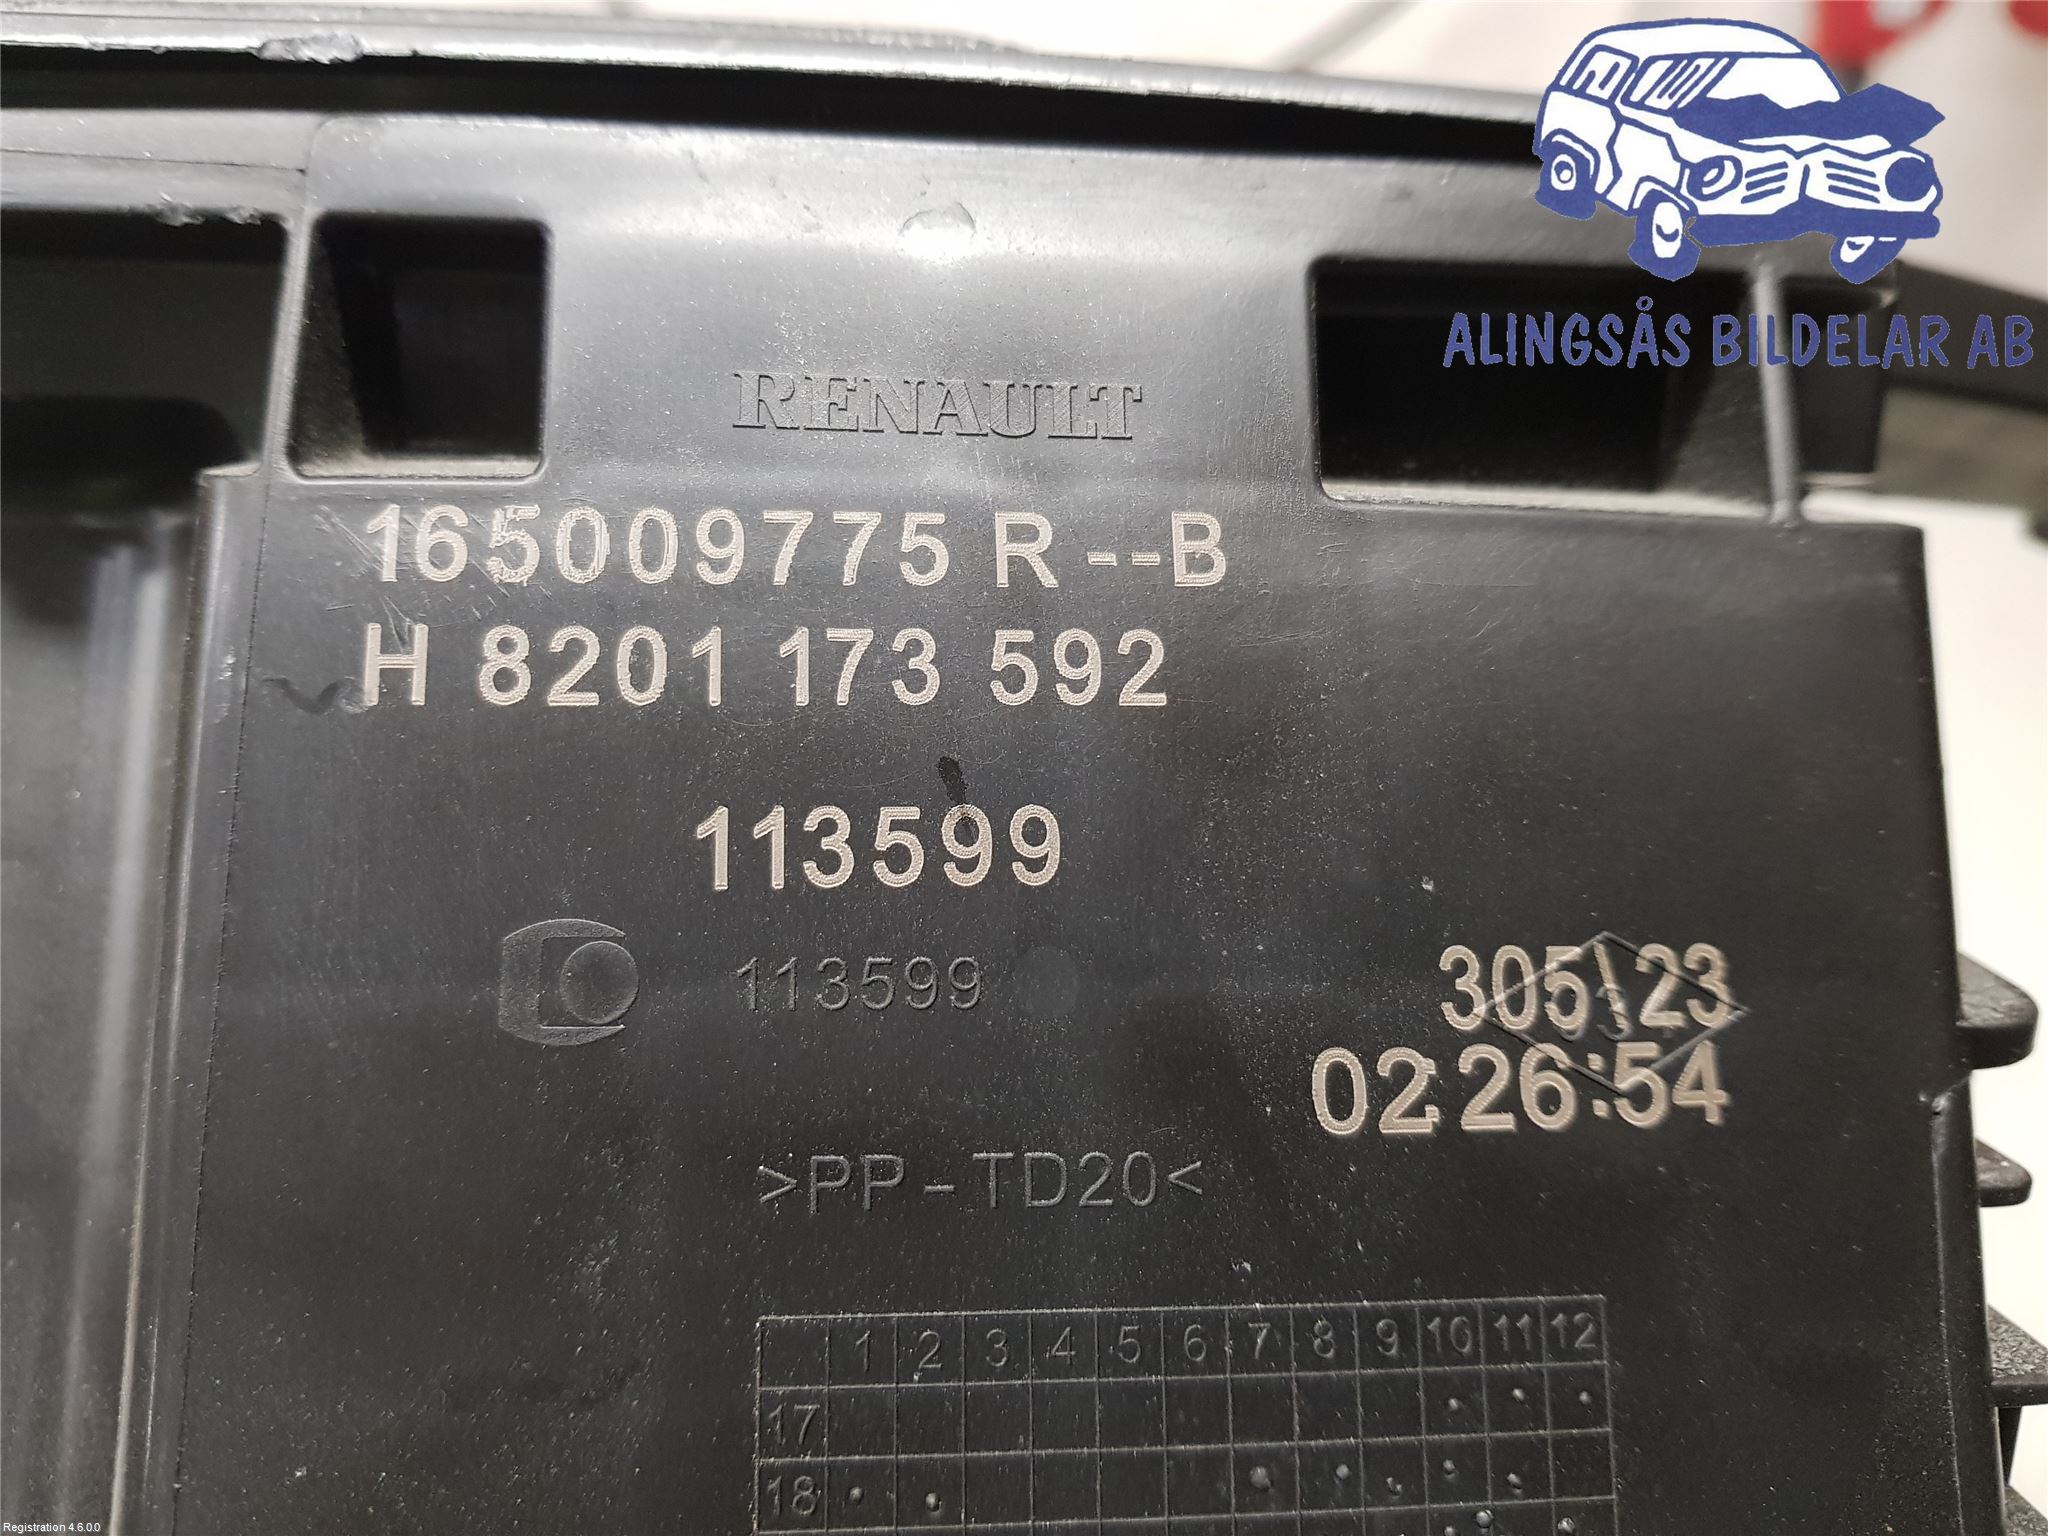 ALINGSÅS BILDELAR AB
RENAULT
165009775 R--B
H 8201 173 592
113599
113599
305 23
02:26:54
>PP-TD20<
1 2 3 4 5 6 7 8 9 10 11 12
17
18
Registration 4.6.0.0